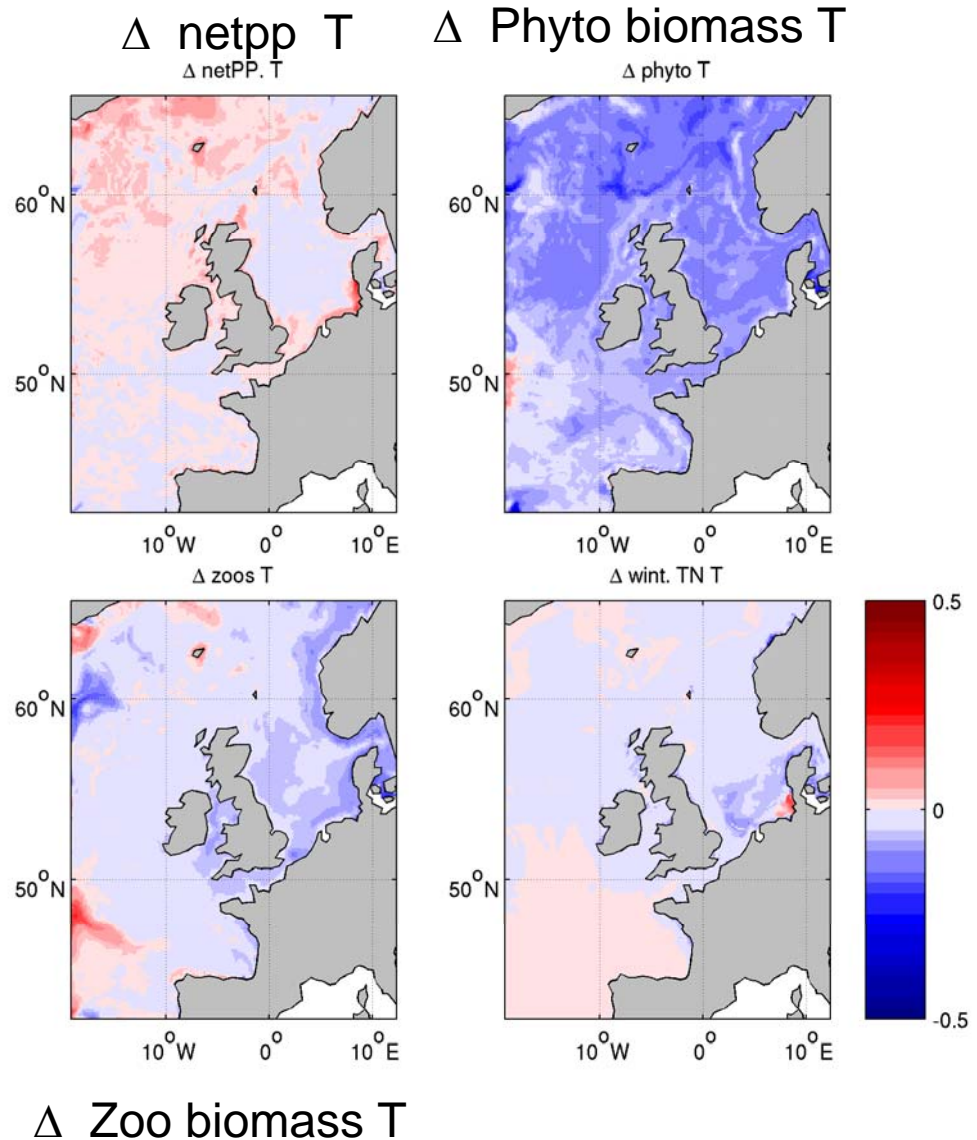 Δ netpp T Δ Phyto biomass T
Δ netPP. T Δ phyto T
60°N 60°N
50°N 50°N
10°W 0° 10°E 10°W 0° 10°E
Δ zoos T Δ wint. TN T
0.5
60°N 60°N
0
50°N 50°N
-0.5
10°W 0° 10°E 10°W 0° 10°E
Δ Zoo biomass T